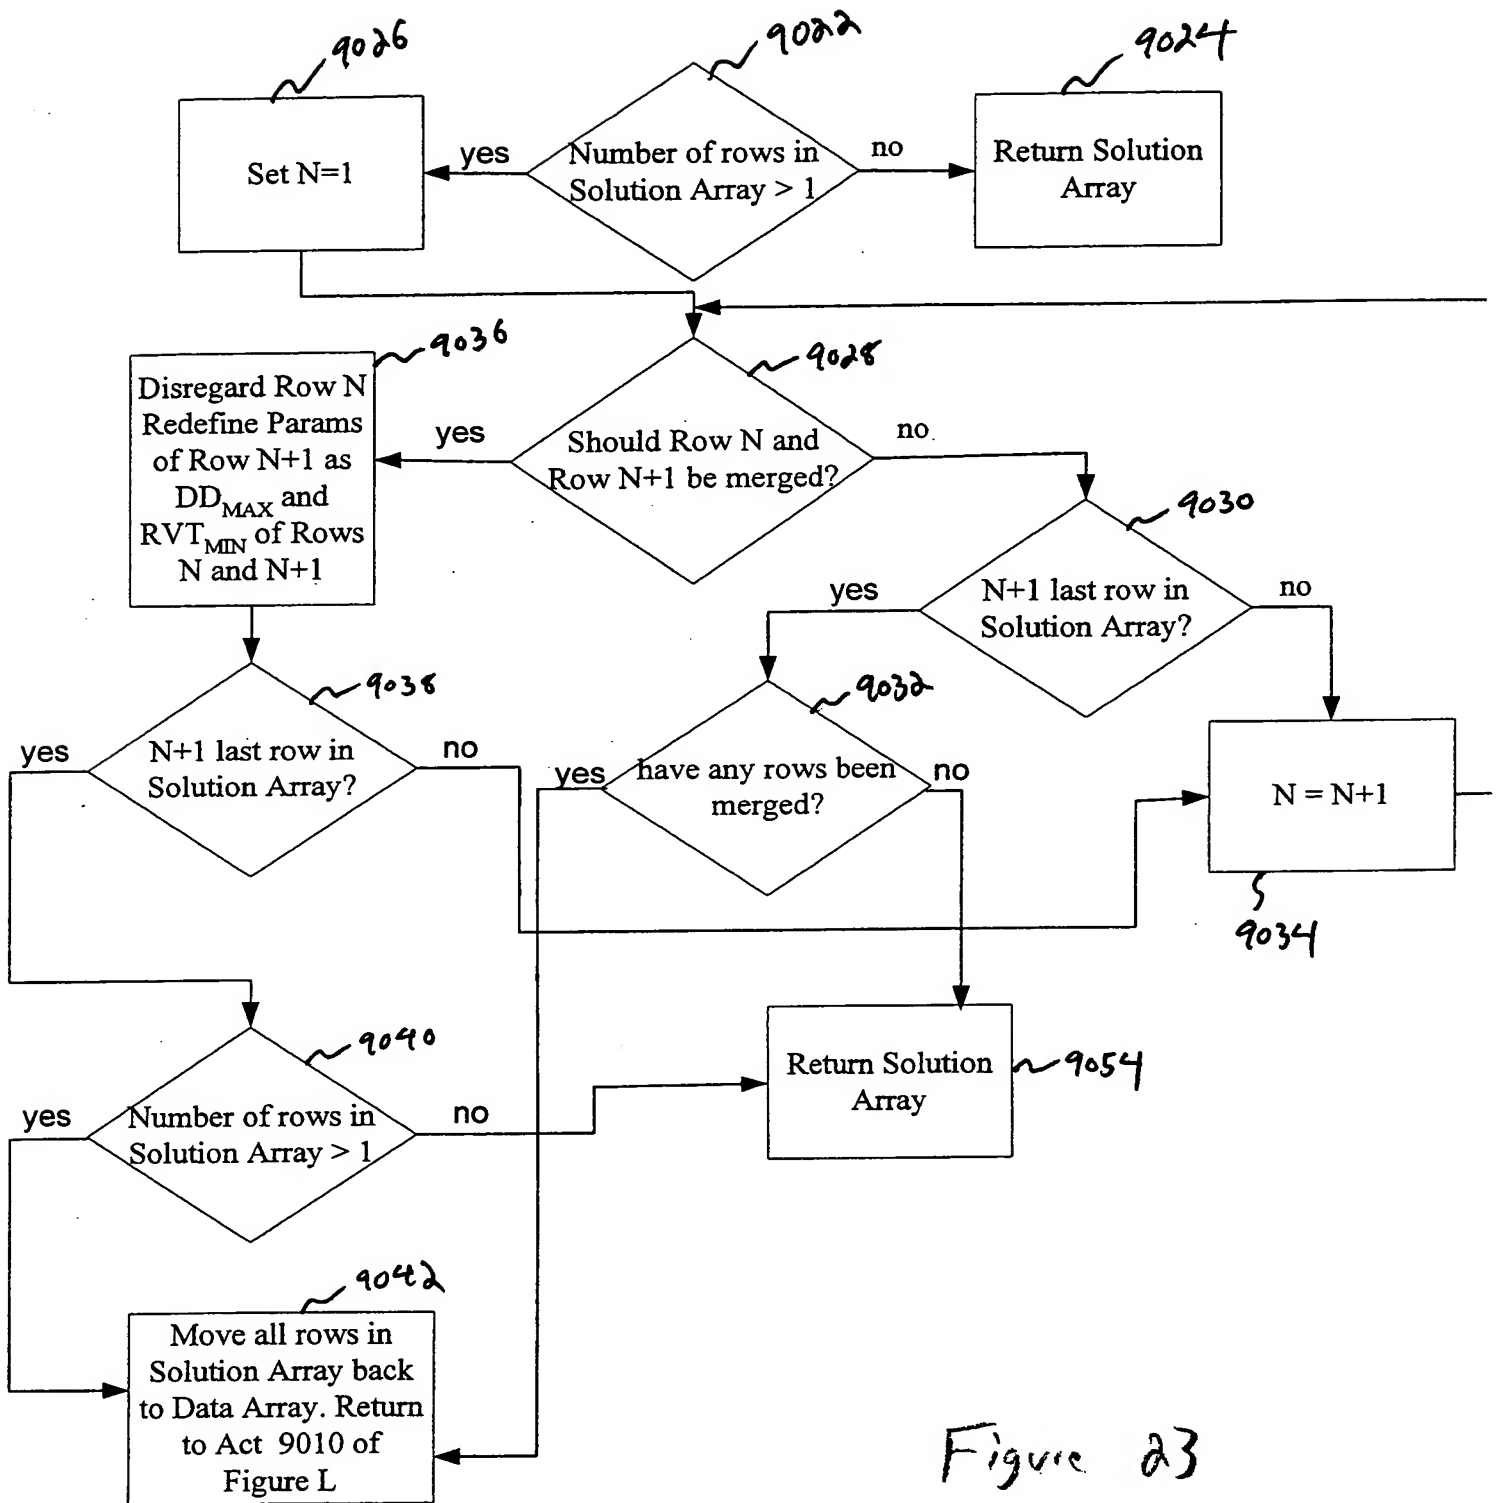 9026
9022
9024
Set N=1
yes
Number of rows in
Solution Array > 1
no
Return Solution
Array
9036
9028
Disregard Row N
Redefine Params
of Row N+1 as
DD_MAX and
RVT_MIN of Rows
N and N+1
yes
Should Row N and
Row N+1 be merged?
no
9030
N+1 last row in
Solution Array?
yes
no
9038
N+1 last row in
Solution Array?
yes
no
9032
have any rows been
merged?
yes
no
N = N+1
9034
9040
Number of rows in
Solution Array > 1
yes
no
Return Solution
Array
9054
9042
Move all rows in
Solution Array back
to Data Array. Return
to Act 9010 of
Figure L
Figure 23